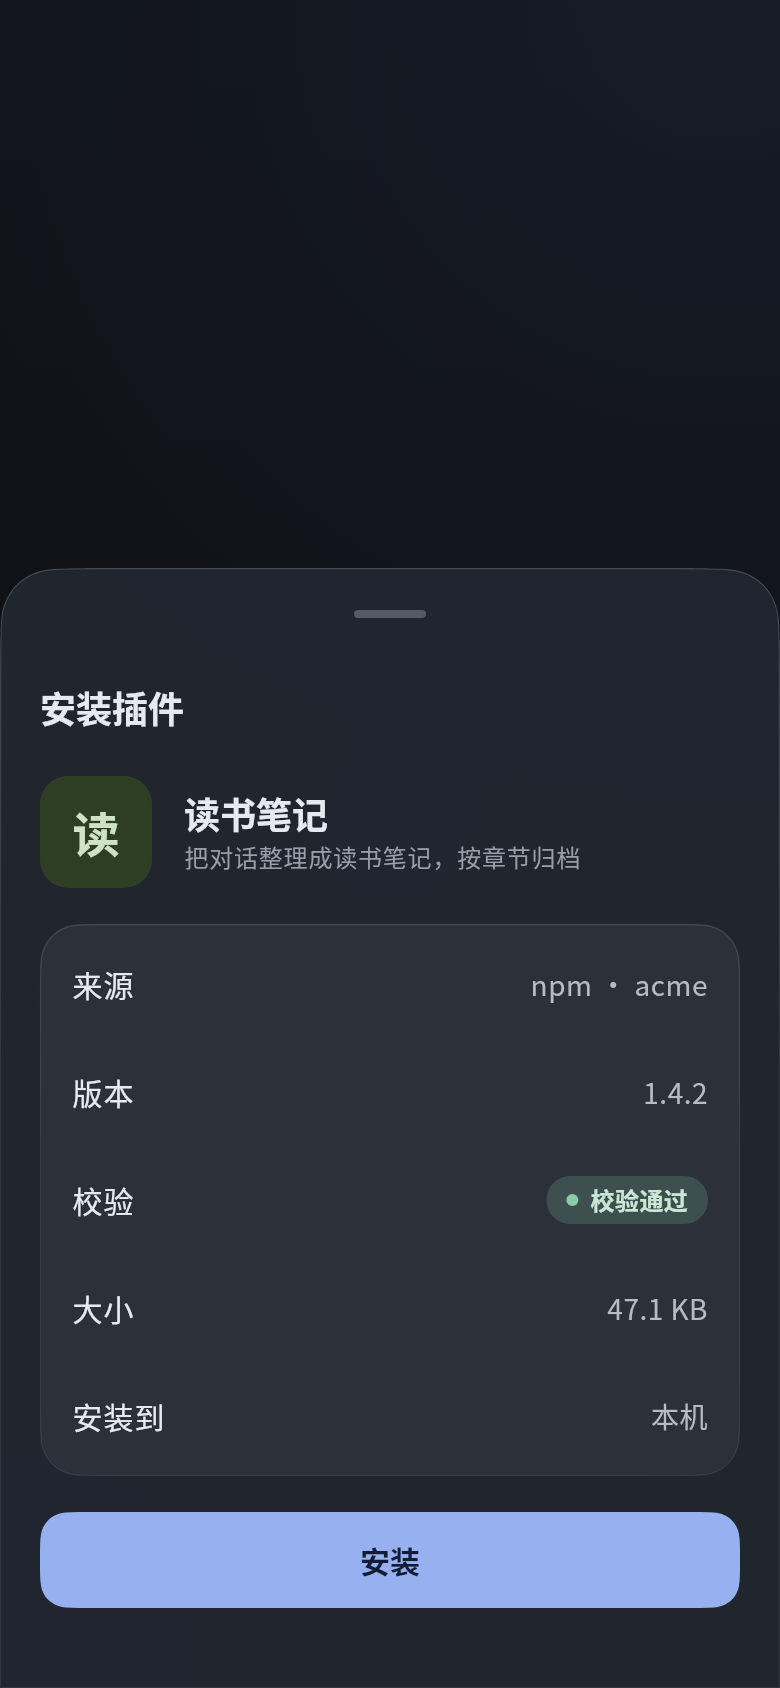 安装插件
读
读书笔记
把对话整理成读书笔记，按章节归档
来源 npm · acme
版本 1.4.2
校验 校验通过
大小 47.1 KB
安装到 本机
安装